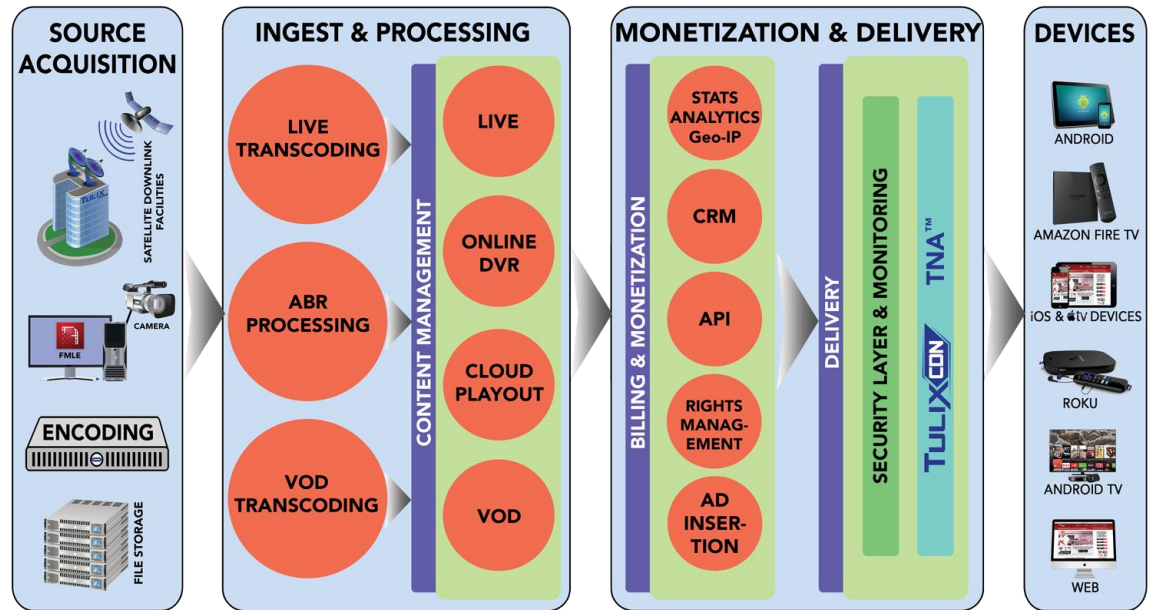 SOURCE
ACQUISITION
SATELLITE DOWNLINK
FACILITIES
TULIX
CAMERA
FMLE
ENCODING
FILE STORAGE
INGEST & PROCESSING
LIVE
TRANSCODING
ABR
PROCESSING
VOD
TRANSCODING
CONTENT MANAGEMENT
LIVE
ONLINE
DVR
CLOUD
PLAYOUT
VOD
MONETIZATION & DELIVERY
BILLING & MONETIZATION
STATS
ANALYTICS
Geo-IP
CRM
API
RIGHTS
MANAG-
EMENT
AD
INSER-
TION
DELIVERY
SECURITY LAYER & MONITORING
TULIXCON TNA™
DEVICES
ANDROID
AMAZON FIRE TV
iOS & tv DEVICES
ROKU
ANDROID TV
WEB